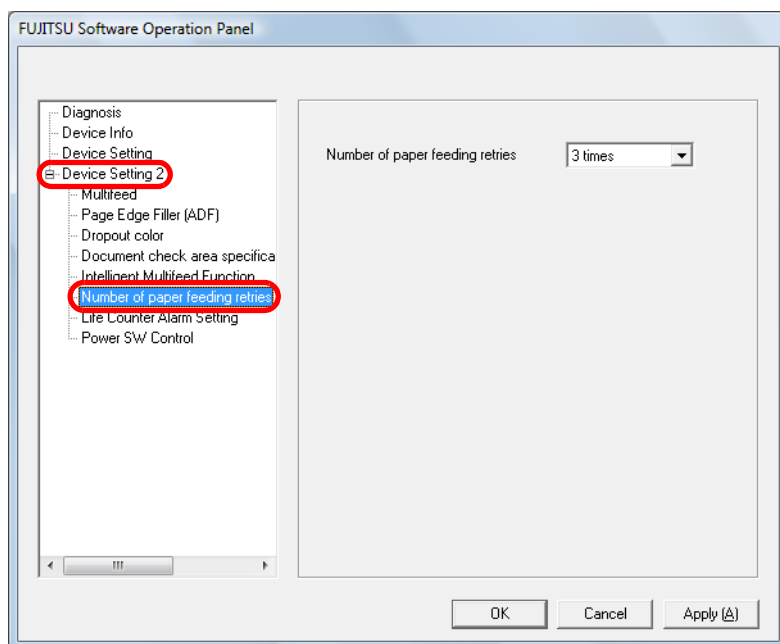 FUJITSU Software Operation Panel
Diagnosis
Device Info
Device Setting
Device Setting 2
Multifeed
Page Edge Filler (ADF)
Dropout color
Document check area specifica
Intelligent Multifeed Function
Number of paper feeding retries
Life Counter Alarm Setting
Power SW Control
Number of paper feeding retries 3 times
OK Cancel Apply (A)